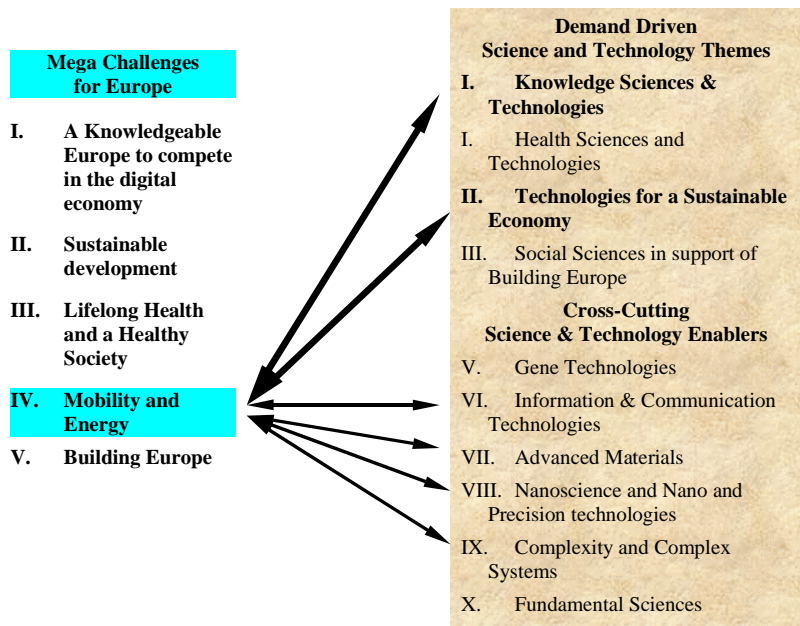 Mega Challenges
for Europe
I. A Knowledgeable
Europe to compete
in the digital
economy
II. Sustainable
development
III. Lifelong Health
and a Healthy
Society
IV. Mobility and
Energy
V. Building Europe
Demand Driven
Science and Technology Themes
I. Knowledge Sciences &
Technologies
I. Health Sciences and
Technologies
II. Technologies for a Sustainable
Economy
III. Social Sciences in support of
Building Europe
Cross-Cutting
Science & Technology Enablers
V. Gene Technologies
VI. Information & Communication
Technologies
VII. Advanced Materials
VIII. Nanoscience and Nano and
Precision technologies
IX. Complexity and Complex
Systems
X. Fundamental Sciences